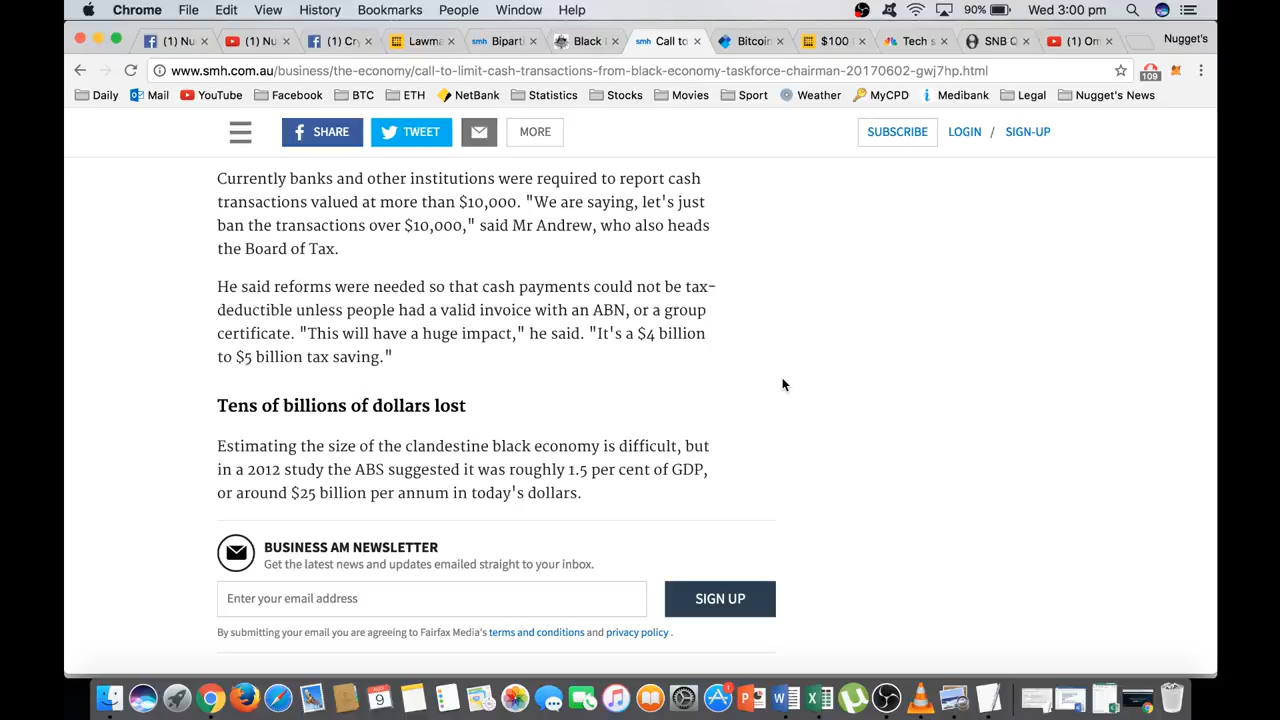 Chrome File Edit View History Bookmarks People Window Help 90% Wed 3:00 pm
(1) Nu (1) Nu (1) Cry Lawma Biparti Black Call to Bitcoin $100 Tech s SNB Q (1) Om Nugget's
www.smh.com.au/business/the-economy/call-to-limit-cash-transactions-from-black-economy-taskforce-chairman-20170602-gwj7hp.html 109
Daily Mail YouTube Facebook BTC ETH NetBank Statistics Stocks Movies Sport Weather MyCPD Medibank Legal Nugget's News
SHARE TWEET MORE SUBSCRIBE LOGIN / SIGN-UP
Currently banks and other institutions were required to report cash
transactions valued at more than $10,000. "We are saying, let's just
ban the transactions over $10,000," said Mr Andrew, who also heads
the Board of Tax.
He said reforms were needed so that cash payments could not be tax-
deductible unless people had a valid invoice with an ABN, or a group
certificate. "This will have a huge impact," he said. "It's a $4 billion
to $5 billion tax saving."
Tens of billions of dollars lost
Estimating the size of the clandestine black economy is difficult, but
in a 2012 study the ABS suggested it was roughly 1.5 per cent of GDP,
or around $25 billion per annum in today's dollars.
BUSINESS AM NEWSLETTER
Get the latest news and updates emailed straight to your inbox.
Enter your email address SIGN UP
By submitting your email you are agreeing to Fairfax Media's terms and conditions and privacy policy .